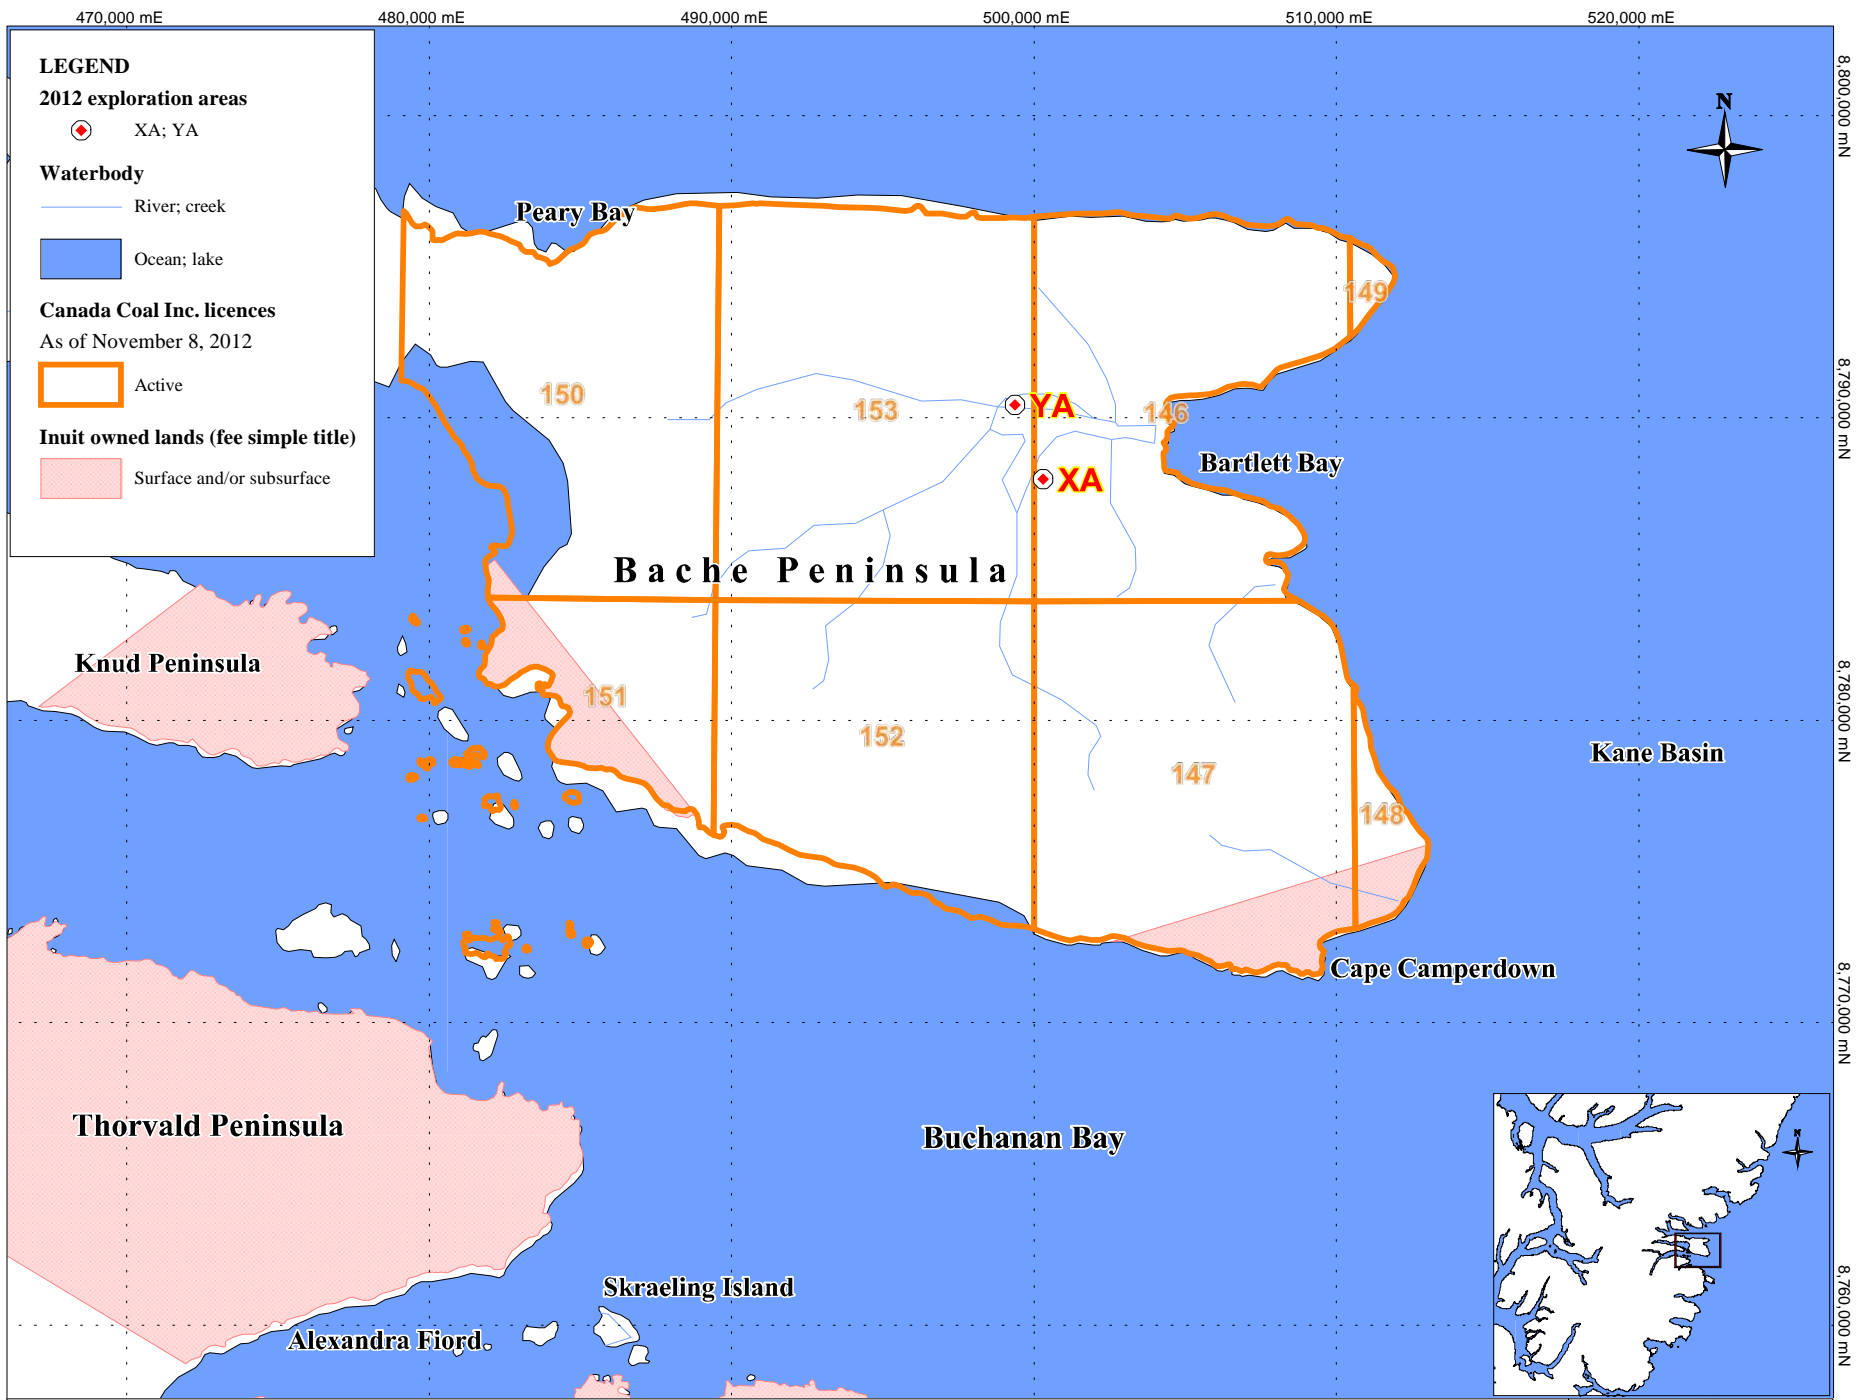 470,000 mE
480,000 mE
490,000 mE
500,000 mE
510,000 mE
520,000 mE
LEGEND
2012 exploration areas
XA; YA
Waterbody
River; creek
Ocean; lake
Canada Coal Inc. licences
As of November 8, 2012
Active
Inuit owned lands (fee simple title)
Surface and/or subsurface
N
8,800,000 mN
Peary Bay
149
150
153
YA
146
8,790,000 mN
Bartlett Bay
XA
Bache Peninsula
Knud Peninsula
151
152
8,780,000 mN
Kane Basin
147
148
Cape Camperdown
8,770,000 mN
Thorvald Peninsula
Buchanan Bay
N
Skraeling Island
Alexandra Fiord
8,760,000 mN